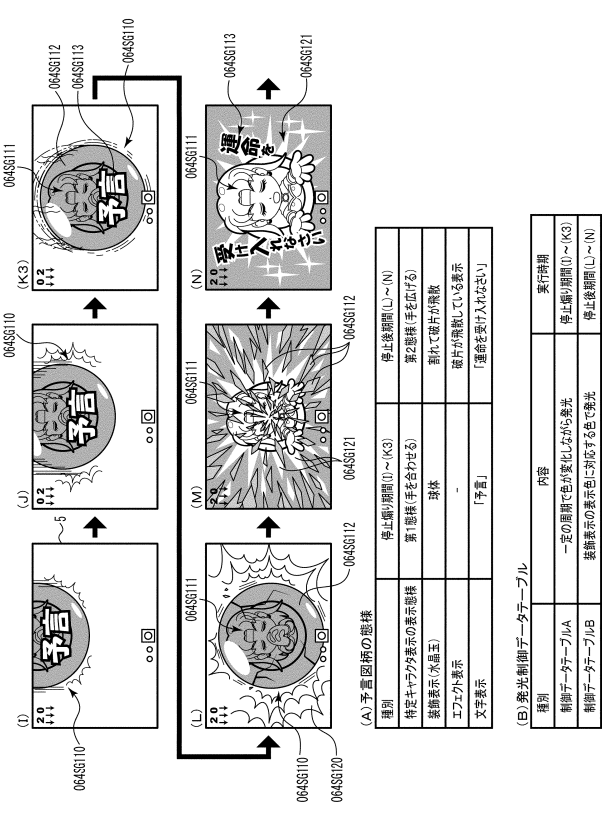 (I)
(J)
(K3)
5
064SG110
064SG110
064SG111
064SG112
064SG113
064SG110
予言
予言
予言
2 0
0 2
0 2
↓↓↓
↓↓↓
↓↓↓
(L)
(M)
(N)
064SG111
064SG112
064SG110
064SG120
064SG111
064SG112
064SG121
064SG111
064SG113
064SG121
2 0
2 0
↓↓↓
↓↓↓
運命を
受け入れなさい
(A)予言図柄の態様
種別 停止煽り期間(I)~(K3) 停止後期間(L)~(N)
特定キャラクタ表示の表示態様 第1態様(手を合わせる) 第2態様(手を広げる)
装飾表示(水晶玉) 球体 割れて破片が飛散
エフェクト表示 - 破片が飛散している表示
文字表示 「予言」 「運命を受け入れなさい」
(B)発光制御データテーブル
種別 内容 実行時期
制御データテーブルA 一定の周期で色が変化しながら発光 停止煽り期間(I)~(K3)
制御データテーブルB 装飾表示の表示色に対応する色で発光 停止後期間(L)~(N)